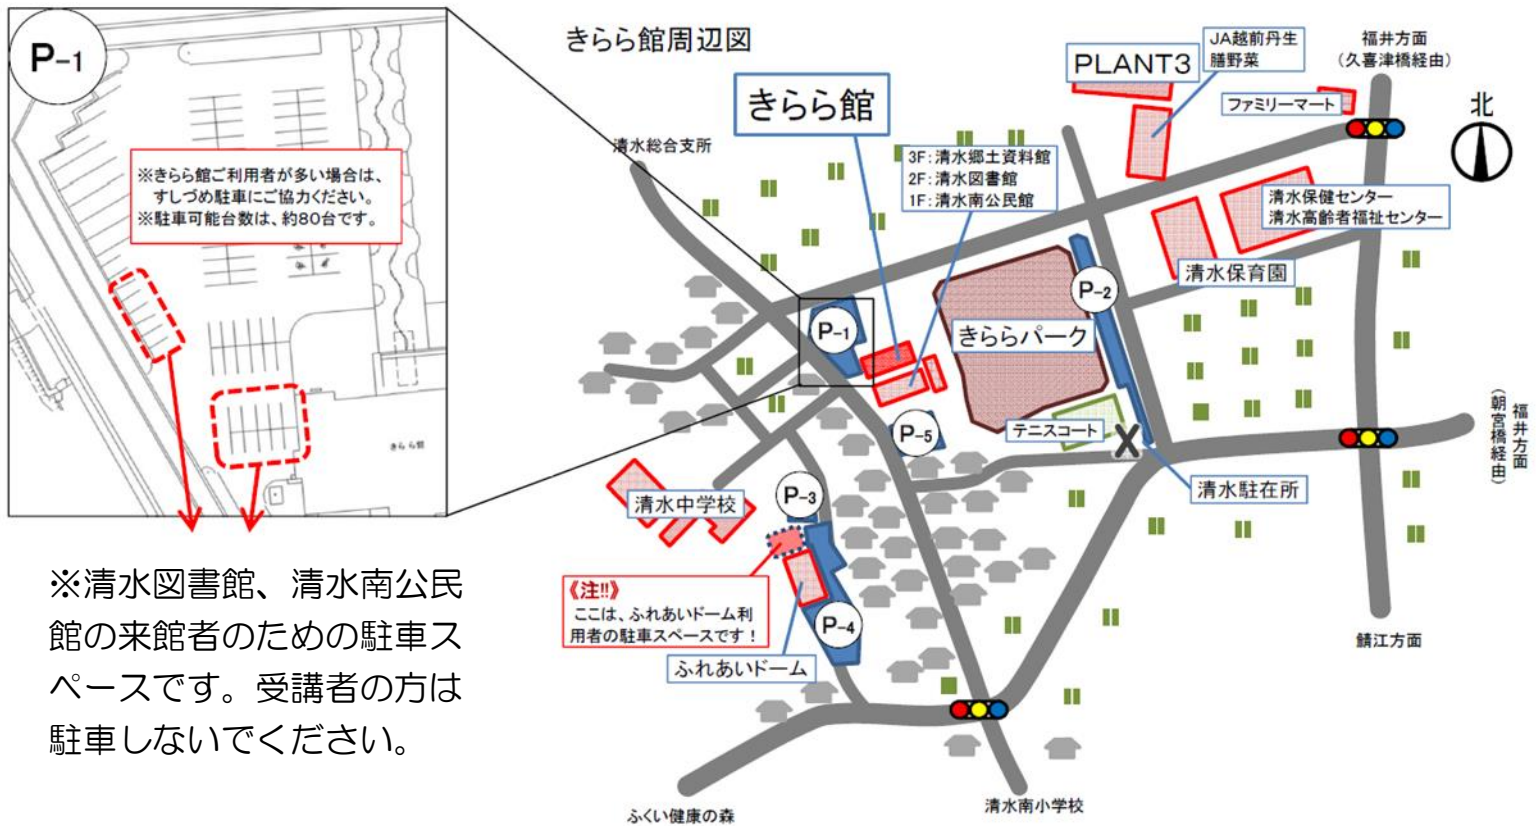 P-1
※きらら館ご利用者が多い場合は、
すしづめ駐車にご協力ください。
※駐車可能台数は、約80台です。
きらら館
※清水図書館、清水南公民
館の来館者のための駐車ス
ペースです。受講者の方は
駐車しないでください。
きらら館周辺図
PLANT3
JA越前丹生
膳野菜
福井方面
（久喜津橋経由）
ファミリーマート
北
きらら館
清水総合支所
3F：清水郷土資料館
2F：清水図書館
1F：清水南公民館
清水保健センター
清水高齢者福祉センター
清水保育園
P-2
P-1
きららパーク
テニスコート
P-5
福井方面
（朝宮橋経由）
清水駐在所
清水中学校
P-3
《注!!》
ここは、ふれあいドーム利
用者の駐車スペースです！
P-4
ふれあいドーム
鯖江方面
清水南小学校
ふくい健康の森